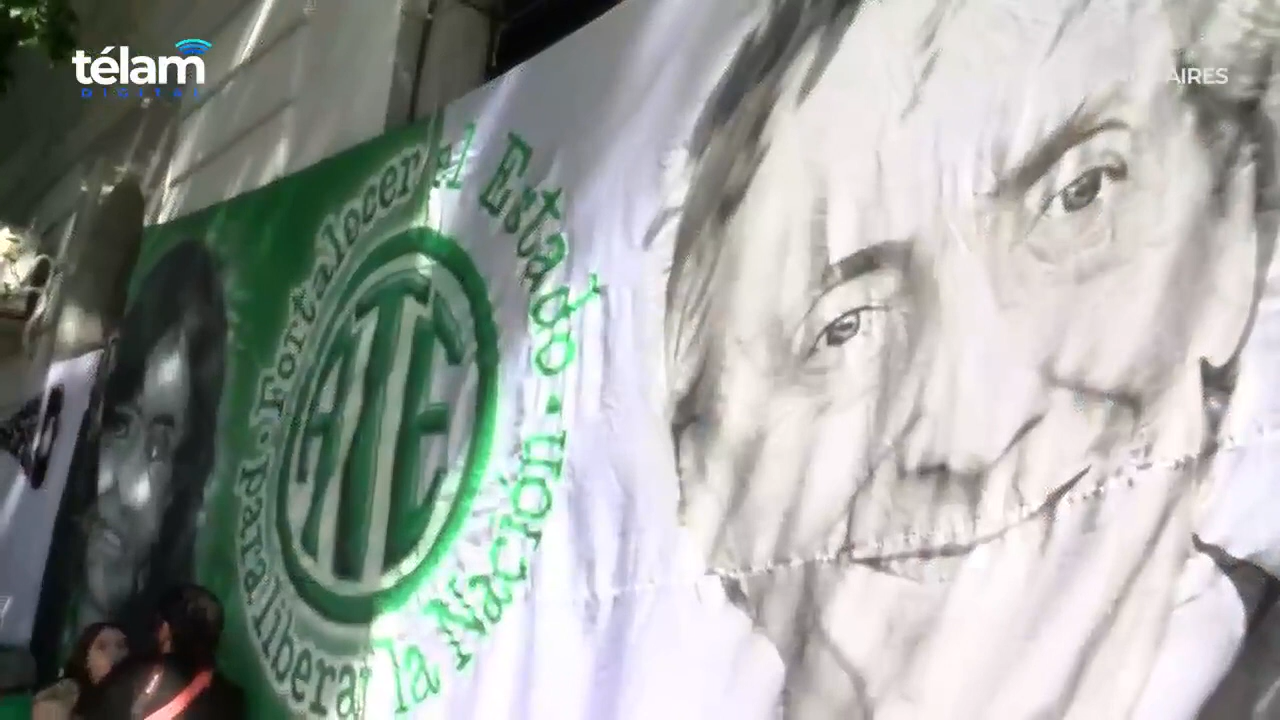 télam
DIGITAL
AIRES
Fortalecer el Estado
para liberar la Nación
ATE